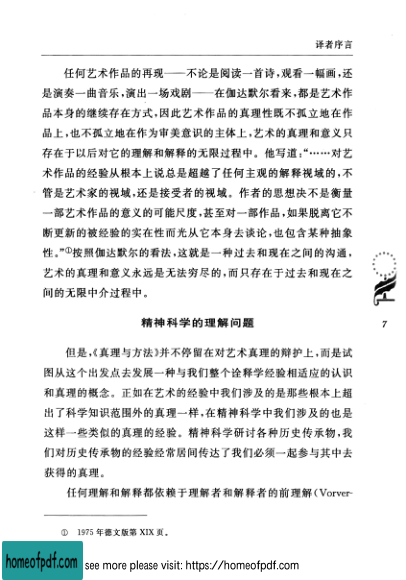 译者序言
任何艺术作品的再现——不论是阅读一首诗,观看一幅画,还
是演奏一曲音乐,演出一场戏剧——在伽达默尔看来,都是艺术作
品本身的继续存在方式,因此艺术作品的真理性既不孤立地在作
品上,也不孤立地在作为审美意识的主体上,艺术的真理和意义只
存在于以后对它的理解和解释的无限过程中。他写道:“……对艺
术作品的经验从根本上说总是超越了任何主观的解释视域的,不
管是艺术家的视域,还是接受者的视域。作者的思想决不是衡量
一部艺术作品的意义的可能尺度,甚至对一部作品,如果脱离它不
断更新的被经验的实在性而光从它本身去谈论,也包含某种抽象
性。”①按照伽达默尔的看法,这就是一种过去和现在之间的沟通,
艺术的真理和意义永远是无法穷尽的,而只存在于过去和现在之
间的无限中介过程中。
精神科学的理解问题
7
但是,《真理与方法》并不停留在对艺术真理的辩护上,而是试
图从这个出发点去发展一种与我们整个诠释学经验相适应的认识
和真理的概念。正如在艺术的经验中我们涉及的是那些根本上超
出了科学知识范围外的真理一样,在精神科学中我们涉及的也是
这样一些类似的真理的经验。精神科学研讨各种历史传承物,我
们对历史传承物的经验经常居间传达了我们必须一起参与其中去
获得的真理。
任何理解和解释都依赖于理解者和解释者的前理解(Vorver-
① 1975 年德文版第 XIX 页。
homeofpdf.com
see more please visit: https://homeofpdf.com